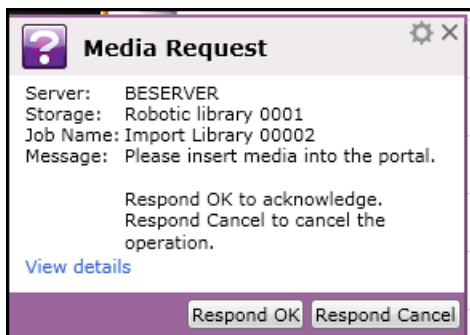 Media Request
Server: BESERVER
Storage: Robotic library 0001
Job Name: Import Library 00002
Message: Please insert media into the portal.
Respond OK to acknowledge.
Respond Cancel to cancel the
operation.
View details
Respond OK Respond Cancel